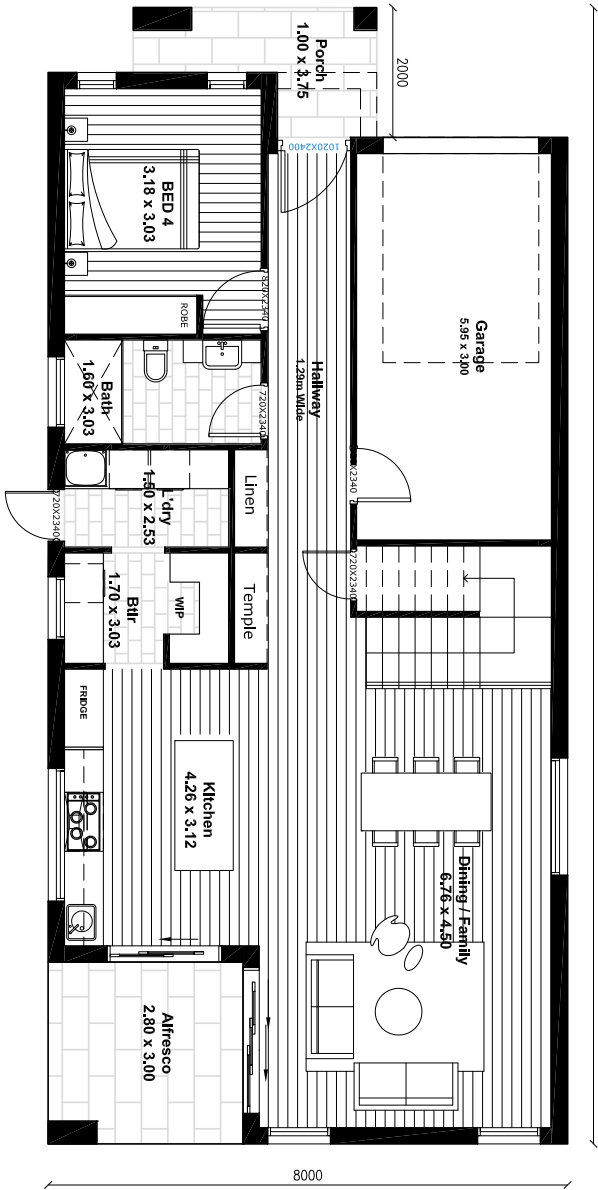 Porch
1.00 x 3.75
2000
1020X2400
BED 4
3.18 x 3.03
820X2340
ROBE
Garage
5.95 x 3.00
Hallway
1.29m Wide
Bath
1.60 x 3.03
720X2340
2340
L'dry
1.50 x 2.53
Linen
720X2340
720X2340
Btlr
1.70 x 3.03
WIP
Temple
FRIDGE
Kitchen
4.26 x 3.12
Dining / Family
6.76 x 4.50
Alfresco
2.80 x 3.00
8000